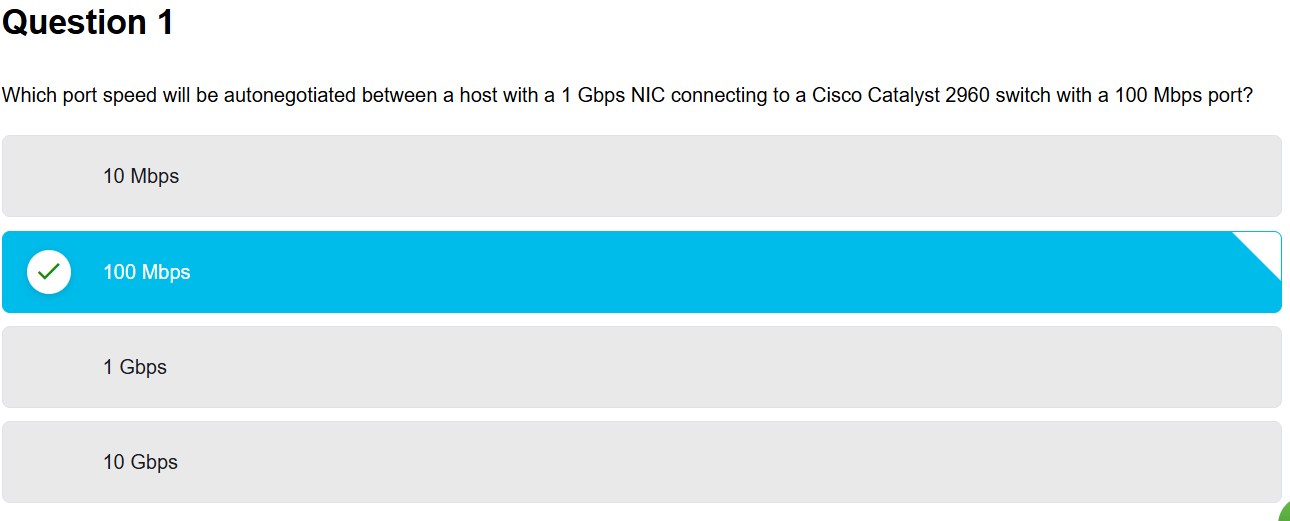 Question 1
Which port speed will be autonegotiated between a host with a 1 Gbps NIC connecting to a Cisco Catalyst 2960 switch with a 100 Mbps port?
10 Mbps
100 Mbps
1 Gbps
10 Gbps